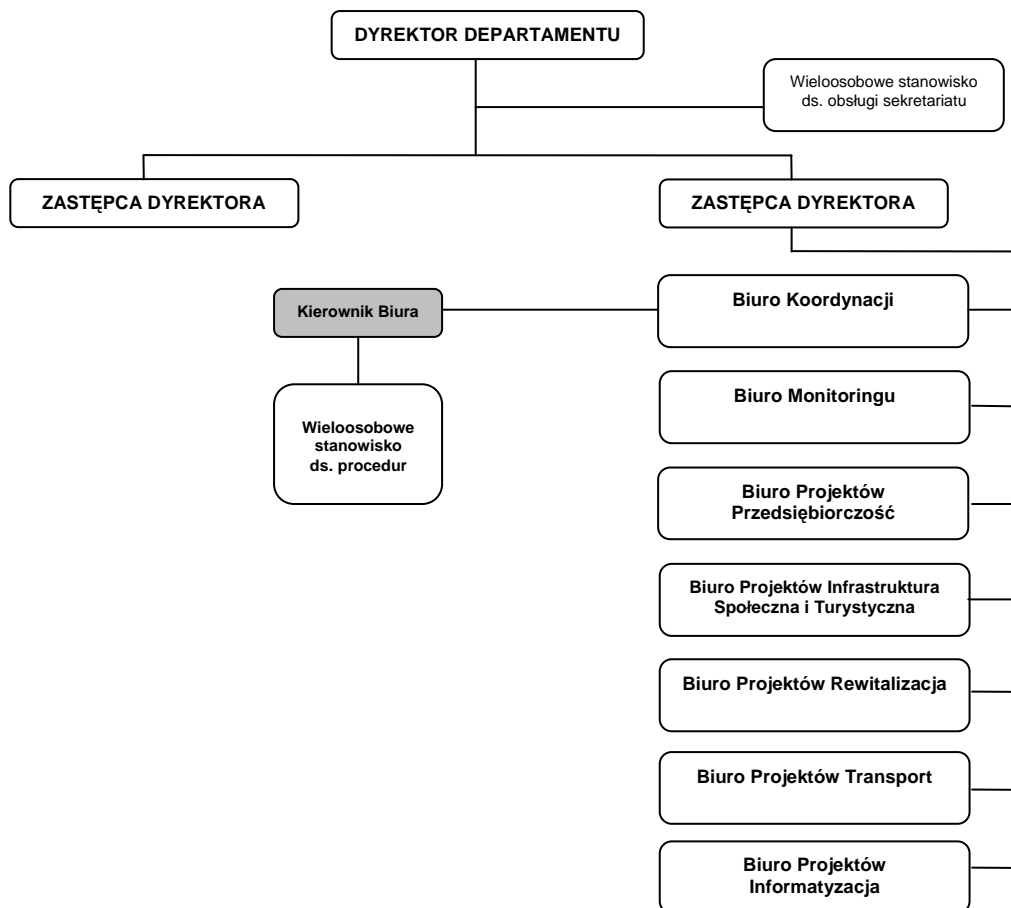 DYREKTOR DEPARTAMENTU
Wieloosobowe stanowisko
ds. obsługi sekretariatu
ZASTĘPCA DYREKTORA
ZASTĘPCA DYREKTORA
Kierownik Biura
Biuro Koordynacji
Wieloosobowe
stanowisko
ds. procedur
Biuro Monitoringu
Biuro Projektów
Przedsiębiorczość
Biuro Projektów Infrastruktura
Społeczna i Turystyczna
Biuro Projektów Rewitalizacja
Biuro Projektów Transport
Biuro Projektów
Informatyzacja